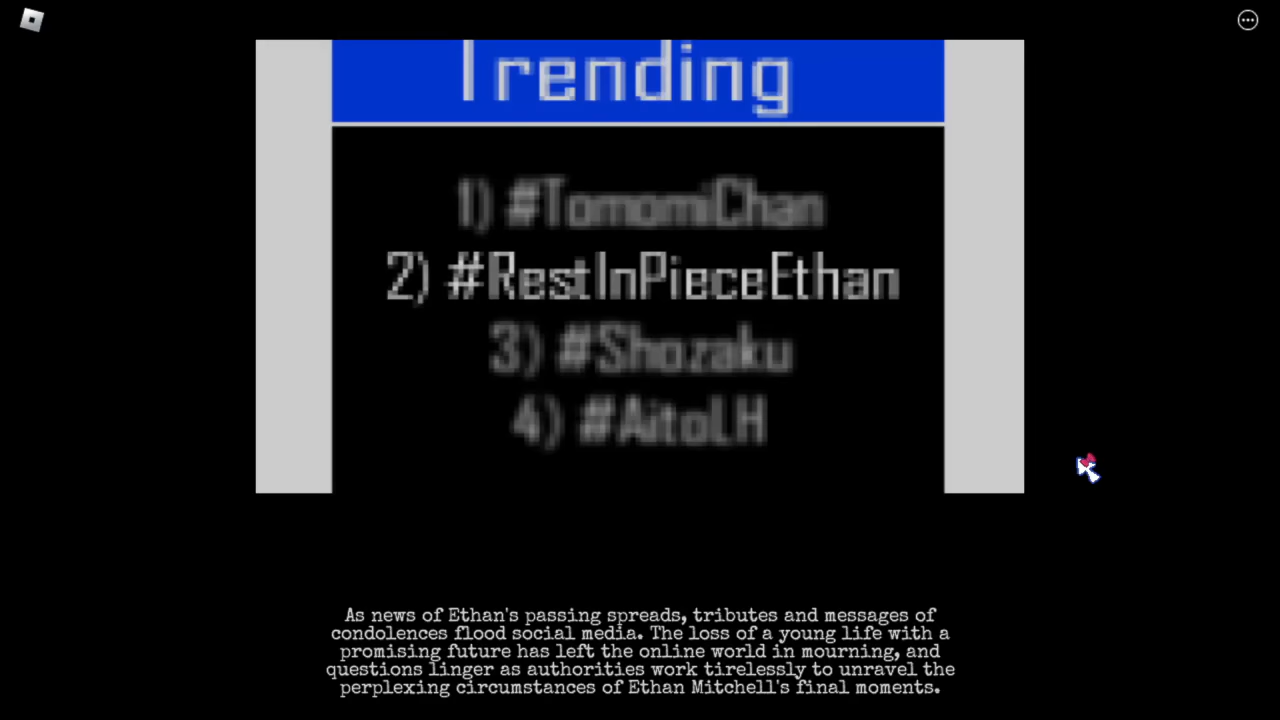 Trending
1) #TomomiChan
2) #RestInPieceEthan
3) #Shozaku
4) #AitoLH
As news of Ethan's passing spreads, tributes and messages of
condolences flood social media. The loss of a young life with a
promising future has left the online world in mourning, and
questions linger as authorities work tirelessly to unravel the
perplexing circumstances of Ethan Mitchell's final moments.